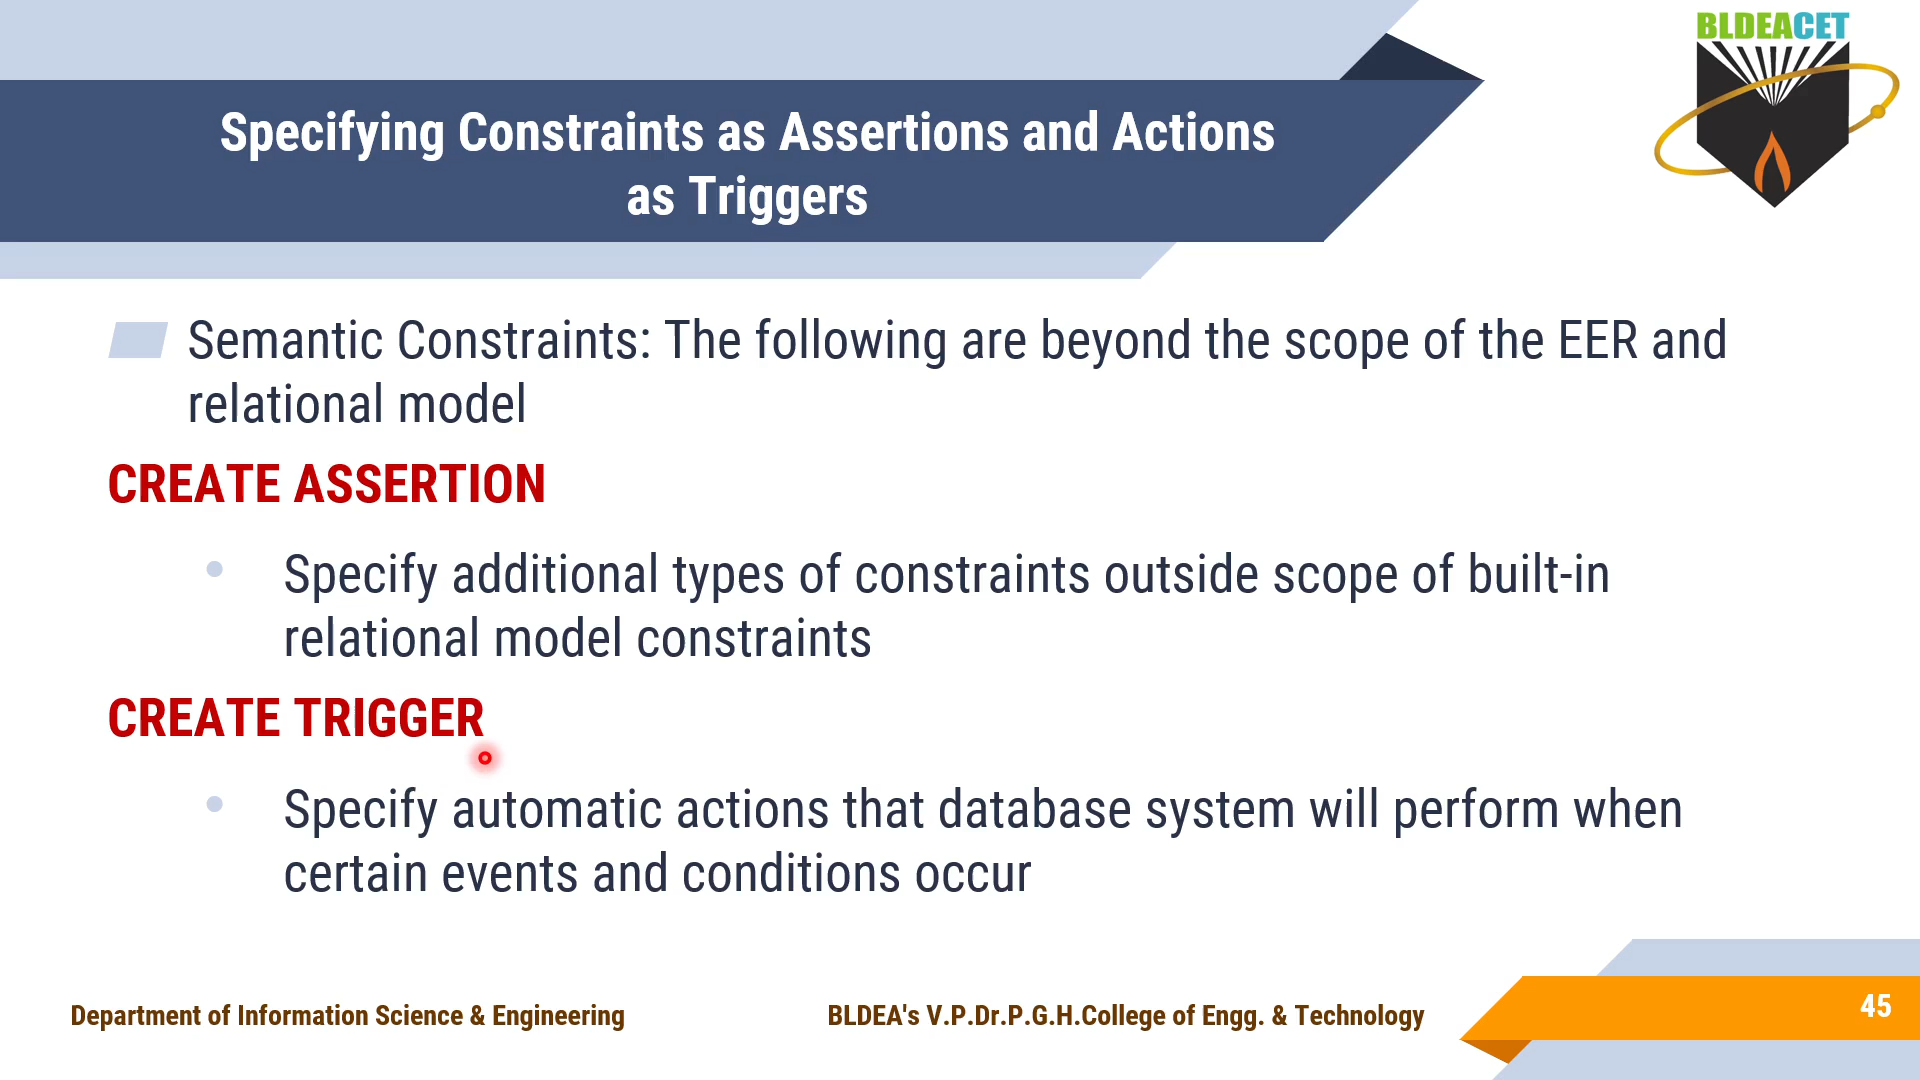 BLDEACET
Specifying Constraints as Assertions and Actions
as Triggers
Semantic Constraints: The following are beyond the scope of the EER and
relational model
CREATE ASSERTION
Specify additional types of constraints outside scope of built-in
relational model constraints
CREATE TRIGGER
Specify automatic actions that database system will perform when
certain events and conditions occur
Department of Information Science & Engineering
BLDEA's V.P.Dr.P.G.H.College of Engg. & Technology
45